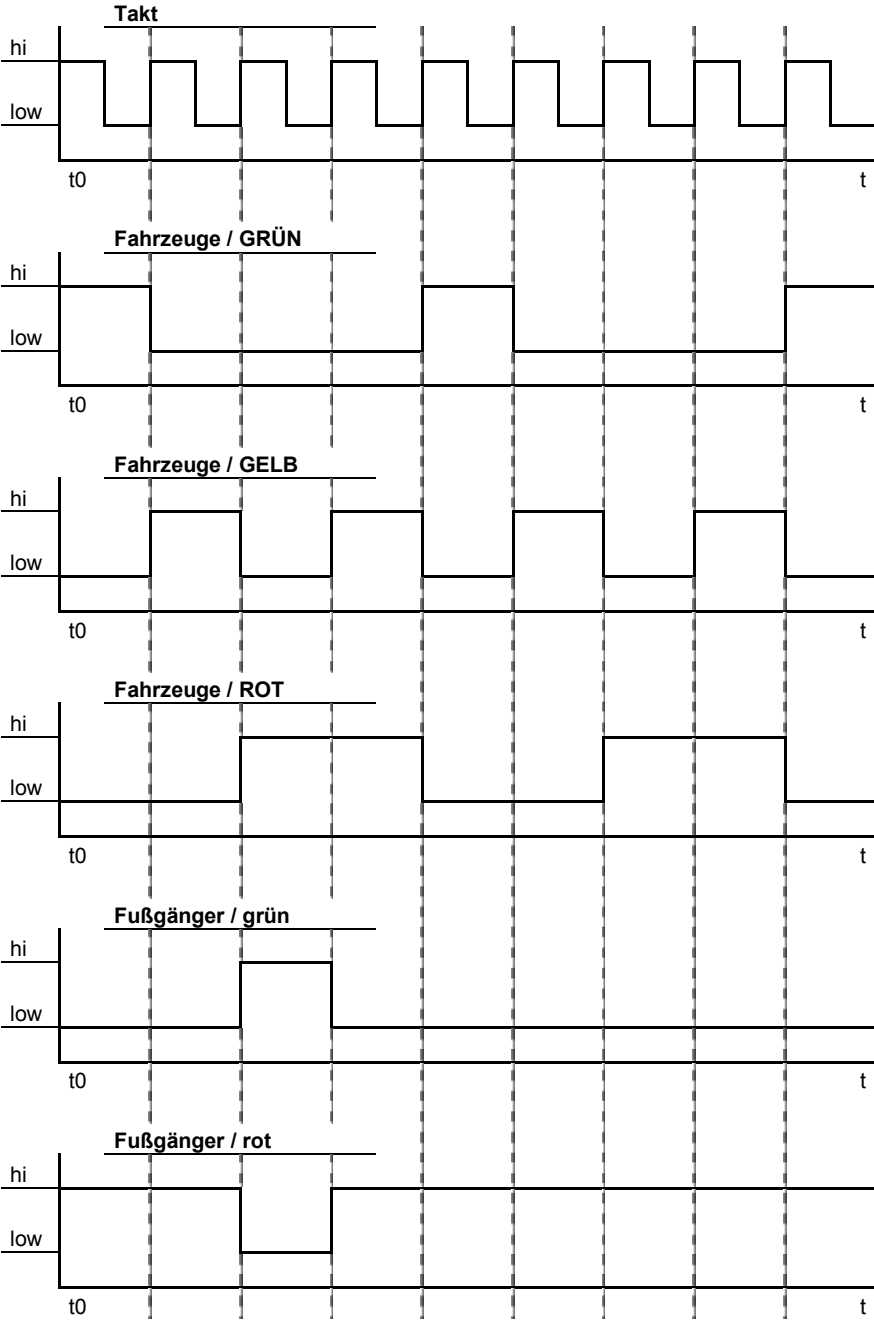 Takt
hi
low
t0 t
Fahrzeuge / GRÜN
hi
low
t0 t
Fahrzeuge / GELB
hi
low
t0 t
Fahrzeuge / ROT
hi
low
t0 t
Fußgänger / grün
hi
low
t0 t
Fußgänger / rot
hi
low
t0 t